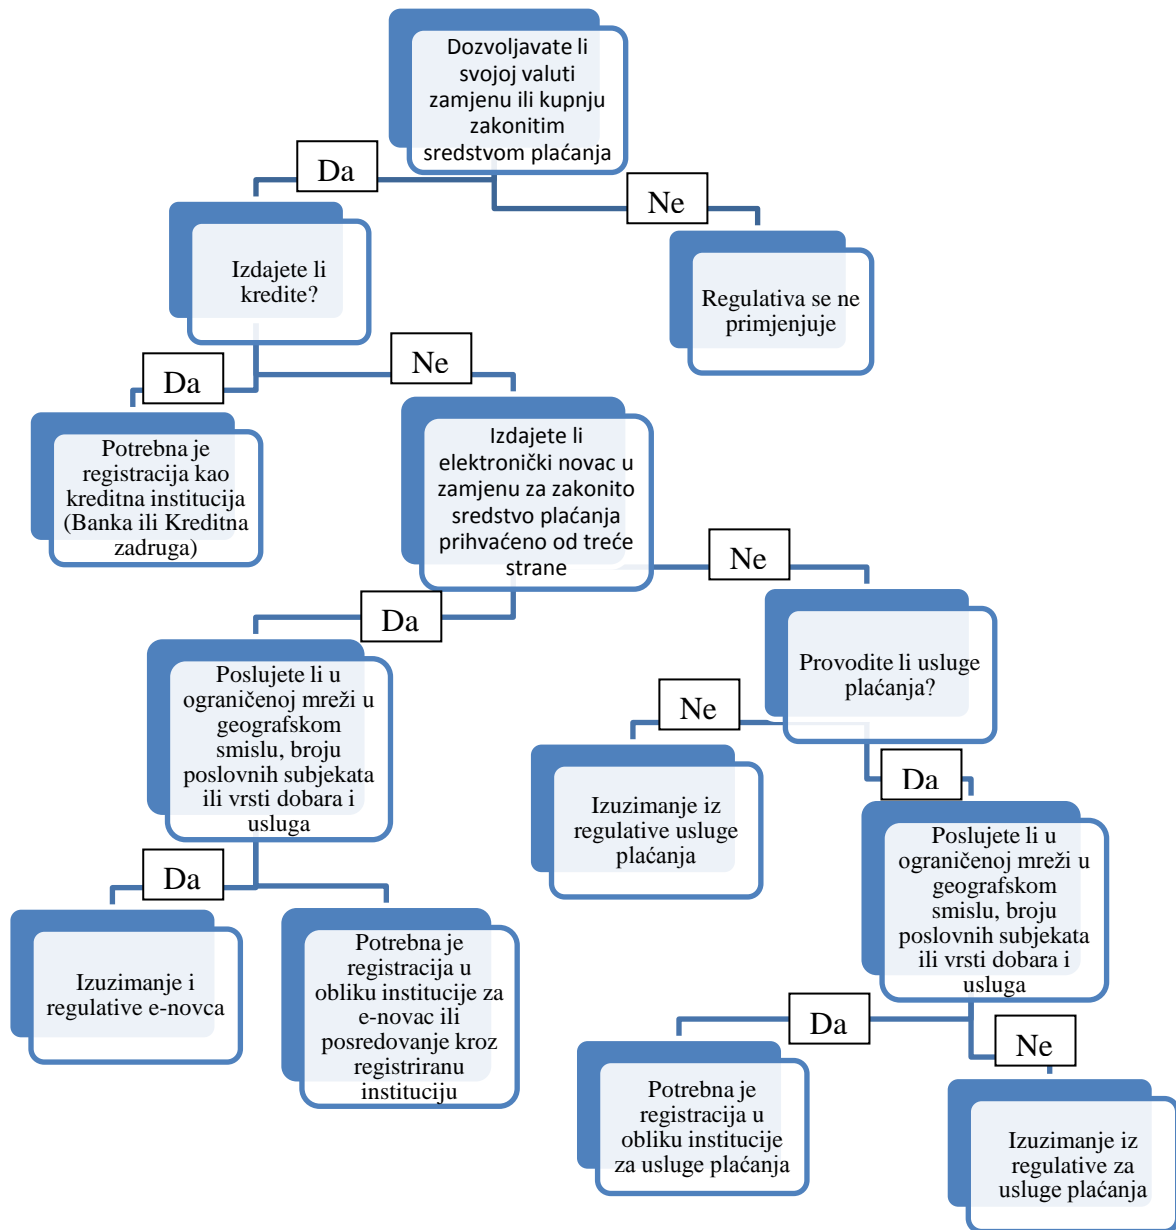 Dozvoljavate li
svojoj valuti
zamjenu ili kupnju
zakonitim
sredstvom plaćanja
Da
Ne
Izdajete li
kredite?
Regulativa se ne
primjenjuje
Da
Ne
Potrebna je
registracija kao
kreditna institucija
(Banka ili Kreditna
zadruga)
Izdajete li
elektronički novac u
zamjenu za zakonito
sredstvo plaćanja
prihvaćeno od treće
strane
Da
Ne
Poslujete li u
ograničenoj mreži u
geografskom
smislu, broju
poslovnih subjekata
ili vrsti dobara i
usluga
Provodite li usluge
plaćanja?
Ne
Da
Izuzimanje iz
regulative usluge
plaćanja
Poslujete li u
ograničenoj mreži u
geografskom
smislu, broju
poslovnih subjekata
ili vrsti dobara i
usluga
Da
Izuzimanje i
regulative e-novca
Potrebna je
registracija u
obliku institucije za
e-novac ili
posredovanje kroz
registriranu
instituciju
Da
Ne
Potrebna je
registracija u
obliku institucije
za usluge plaćanja
Izuzimanje iz
regulative za
usluge plaćanja